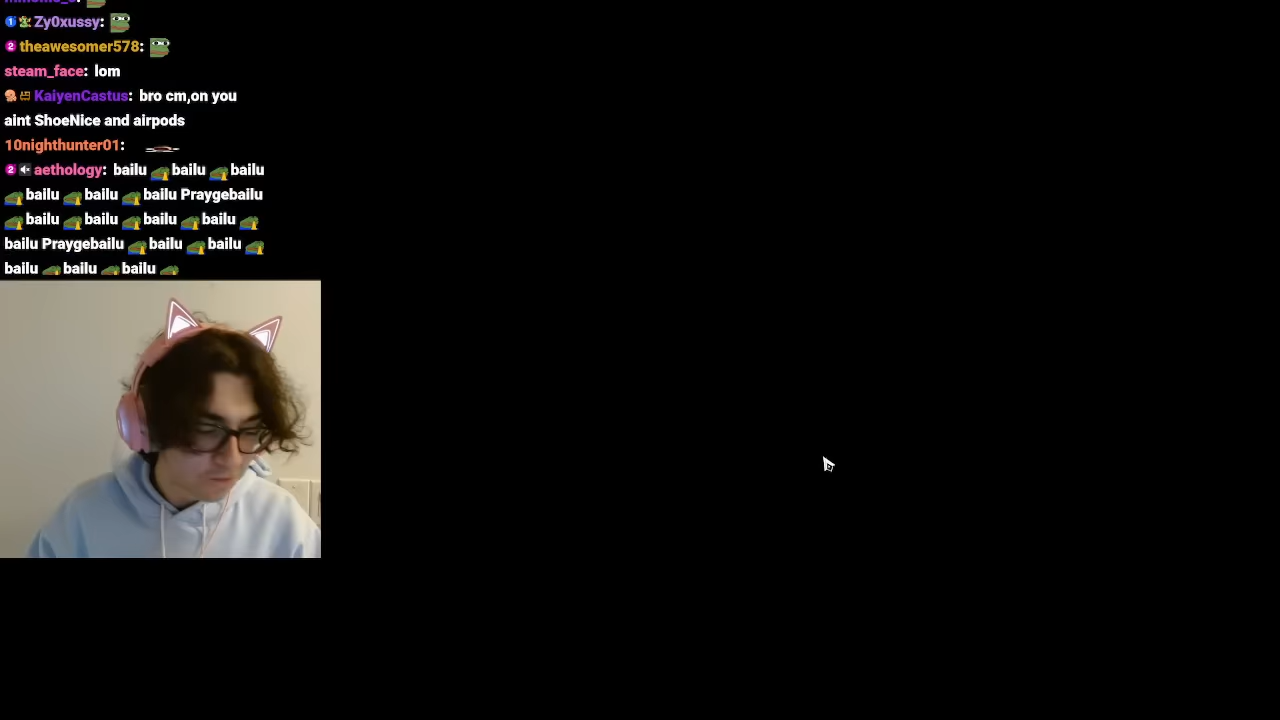 Zy0xussy:
theawesomer578:
steam_face: lom
KaiyenCastus: bro cm,on you
aint ShoeNice and airpods
10nighthunter01:
2 aethology: bailu bailu bailu
bailu bailu bailu Praygebailu
bailu bailu bailu bailu
bailu Praygebailu bailu bailu
bailu bailu bailu